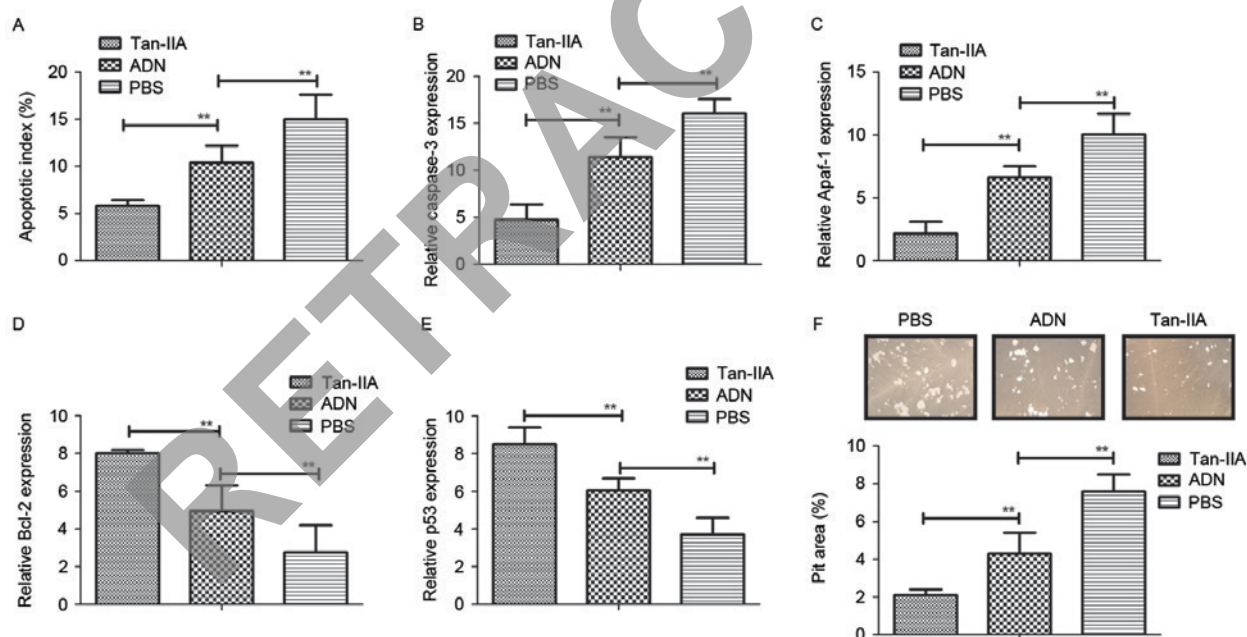 A
Tan-IIA
ADN
PBS
Apoptotic index (%)
20
15
10
5
0
**
**
B
Tan-IIA
ADN
PBS
Relative caspase-3 expression
20
15
10
5
0
**
**
C
Tan-IIA
ADN
PBS
Relative Apaf-1 expression
15
10
5
0
**
**
D
Tan-IIA
ADN
PBS
Relative Bcl-2 expression
10
8
6
4
2
0
**
**
E
Tan-IIA
ADN
PBS
Relative p53 expression
10
8
6
4
2
0
**
**
F
PBS
ADN
Tan-IIA
Tan-IIA
ADN
PBS
Pit area (%)
10
8
6
4
2
0
**
**
RETRAC